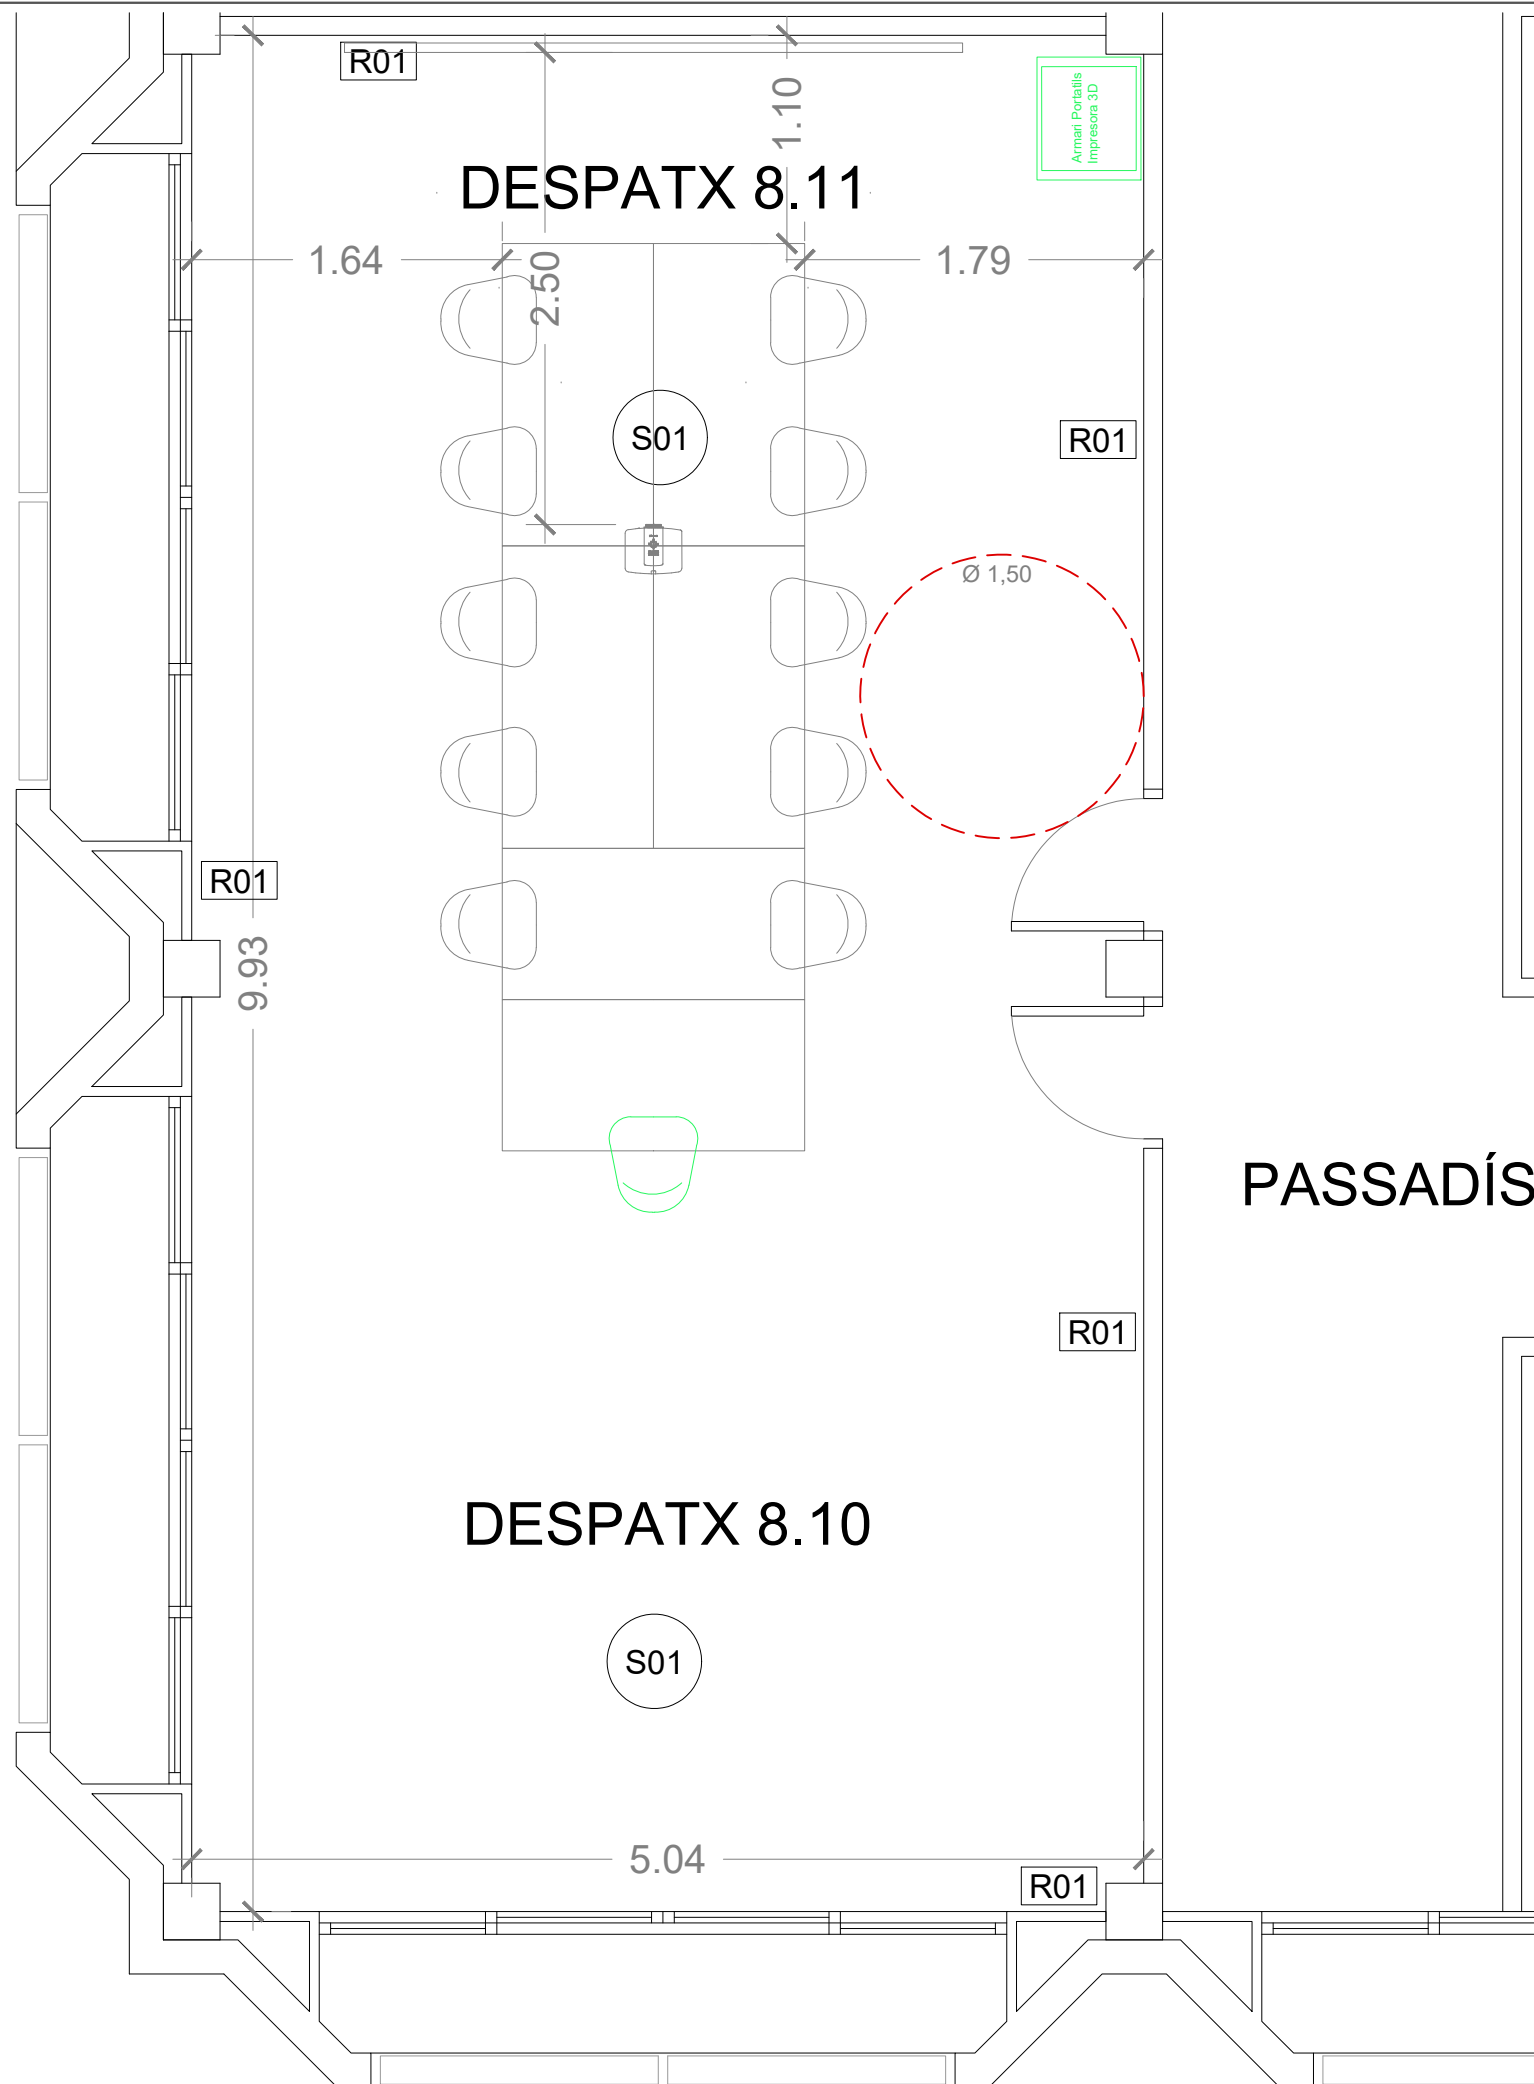 R01
1.10
Armari Portatils
Impresora 3D
DESPATX 8.11
1.64
2.50
1.79
S01
R01
Ø 1,50
R01
9.93
PASSADÍS
R01
DESPATX 8.10
S01
5.04
R01